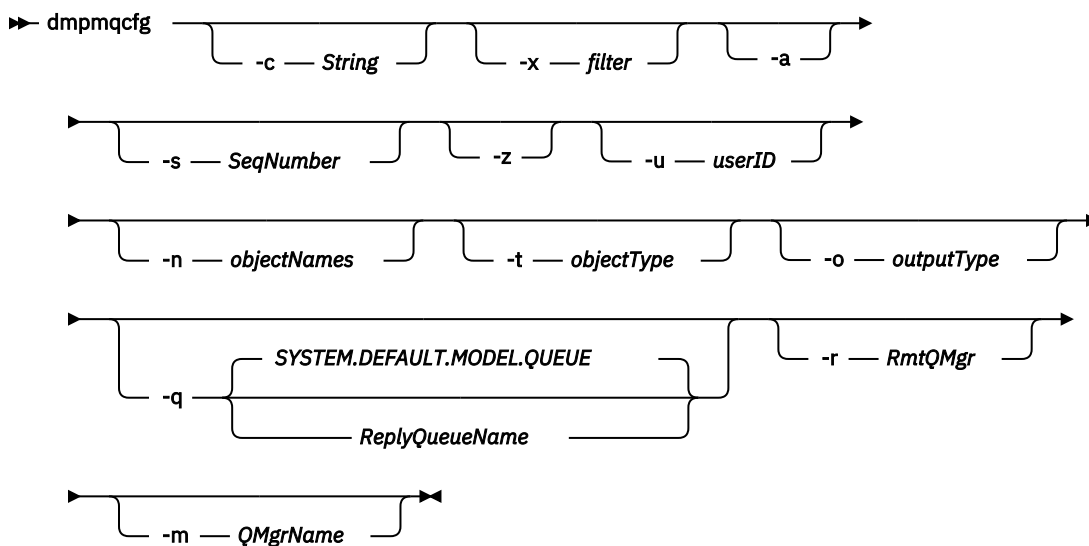 dmpmqcfg
-c String -x filter -a
-s SeqNumber -z -u userID
-n objectNames -t objectType -o outputType
SYSTEM.DEFAULT.MODEL.QUEUE -r RmtQMgr
-q
ReplyQueueName
-m QMgrName